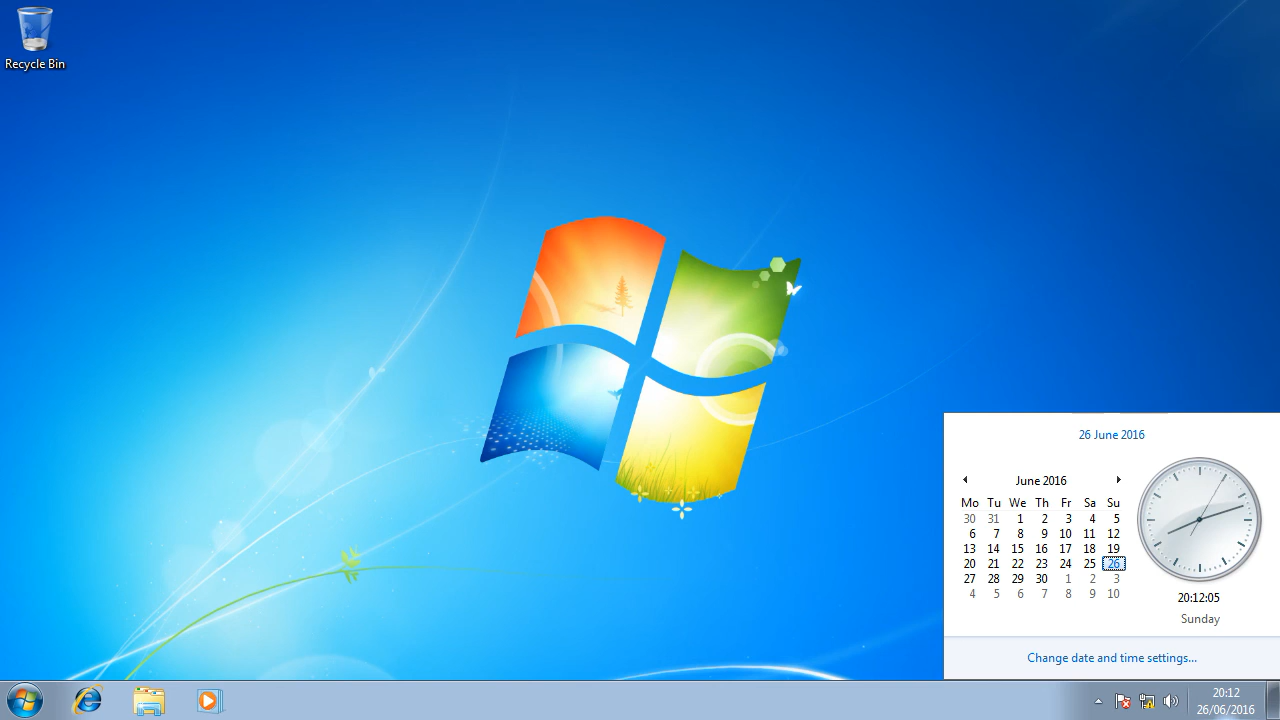 Recycle Bin
26 June 2016
June 2016
Mo Tu We Th Fr Sa Su
30 31 1 2 3 4 5
6 7 8 9 10 11 12
13 14 15 16 17 18 19
20 21 22 23 24 25 26
27 28 29 30 1 2 3
4 5 6 7 8 9 10
20:12:05
Sunday
Change date and time settings...
20:12
26/06/2016